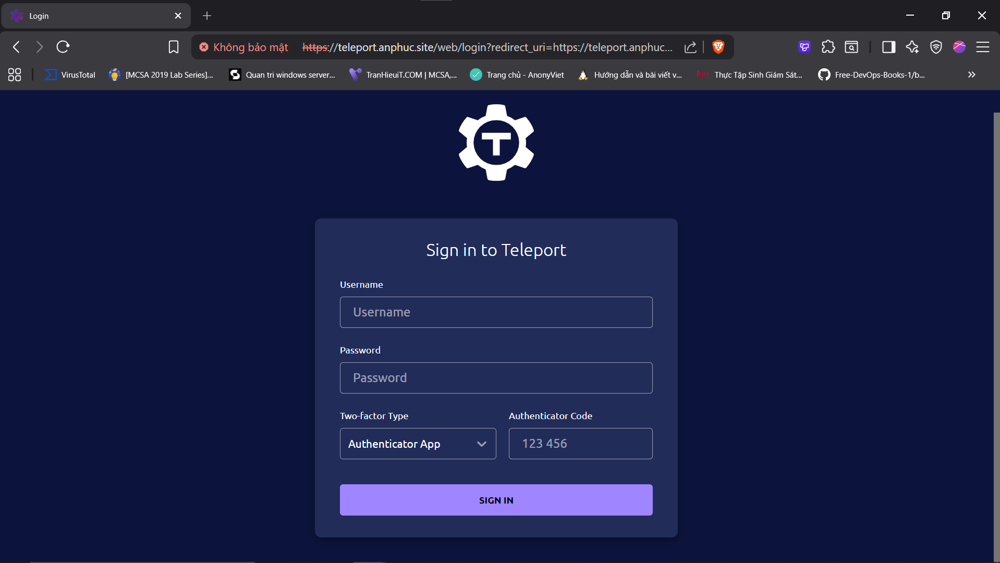 Login
Không bảo mật https://teleport.anphuc.site/web/login?redirect_uri=https://teleport.anphuc...
VirusTotal [MCSA 2019 Lab Series]... Quan tri windows server... TranHieuiT.COM | MCSA,... Trang chủ - AnonyViet Hướng dẫn và bài viết v... hpt Thực Tập Sinh Giám Sát... Free-DevOps-Books-1/b...
T
Sign in to Teleport
Username
Username
Password
Password
Two-factor Type Authenticator Code
Authenticator App 123 456
SIGN IN